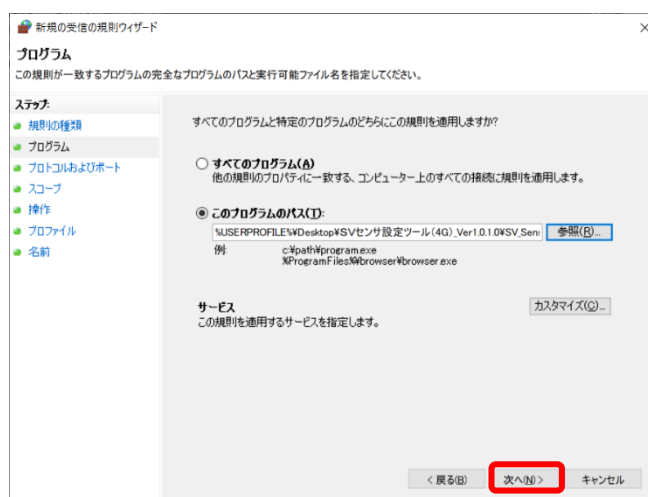 新規の受信の規則ウィザード
プログラム
この規則が一致するプログラムの完全なプログラムのパスと実行可能ファイル名を指定してください。
ステップ:
規則の種類
プログラム
プロトコルおよびポート
スコープ
操作
プロファイル
名前
すべてのプログラムと特定のプログラムのどちらにこの規則を適用しますか?
すべてのプログラム(A)
他の規則のプロパティに一致する、コンピューター上のすべての接続に規則を適用します。
このプログラムのパス(T):
%USERPROFILE%¥Desktop¥SVセンサ設定ツール(4G)_Ver1.0.1.0¥SV_Sen
参照(R)...
例:
c:¥path¥program.exe
%ProgramFiles%¥browser¥browser.exe
サービス
この規則を適用するサービスを指定します。
カスタマイズ(C)...
< 戻る(B)
次へ(N) >
キャンセル